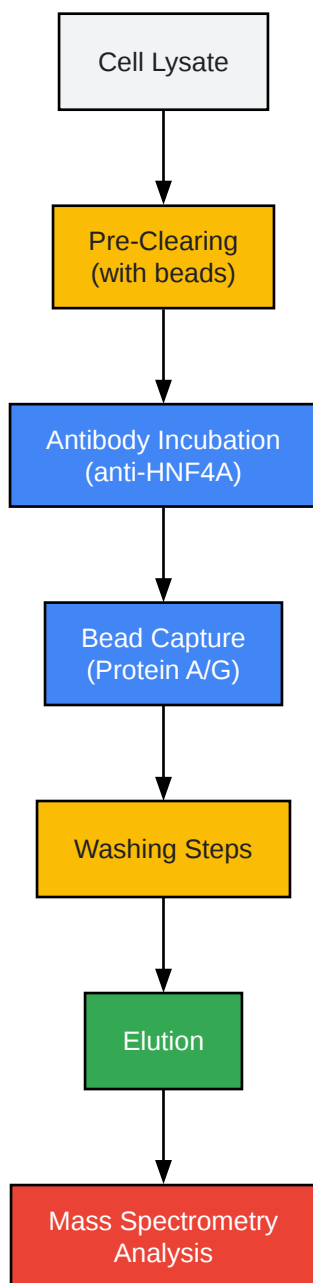 Cell Lysate
Pre-Clearing
(with beads)
Antibody Incubation
(anti-HNF4A)
Bead Capture
(Protein A/G)
Washing Steps
Elution
Mass Spectrometry
Analysis